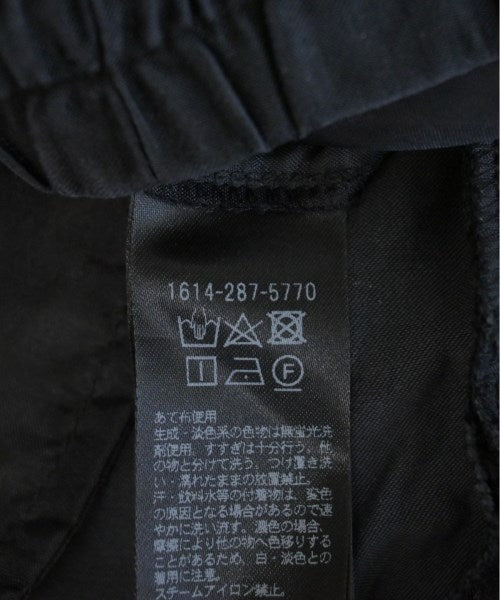 1614-287-5770
あて布使用
生成・淡色系の色物は無蛍光洗
剤使用。すすぎは十分行う。他
の物と分けて洗う。つけ置き洗
い・濡れたままの放置禁止。
汗・飲料水等の付着物は、変色
の原因となる場合があるので速
やかに洗い流す。濃色の場合、
摩擦により他の物へ色移りする
ことがあるため、白・淡色との
着用に注意。
スチームアイロン禁止。